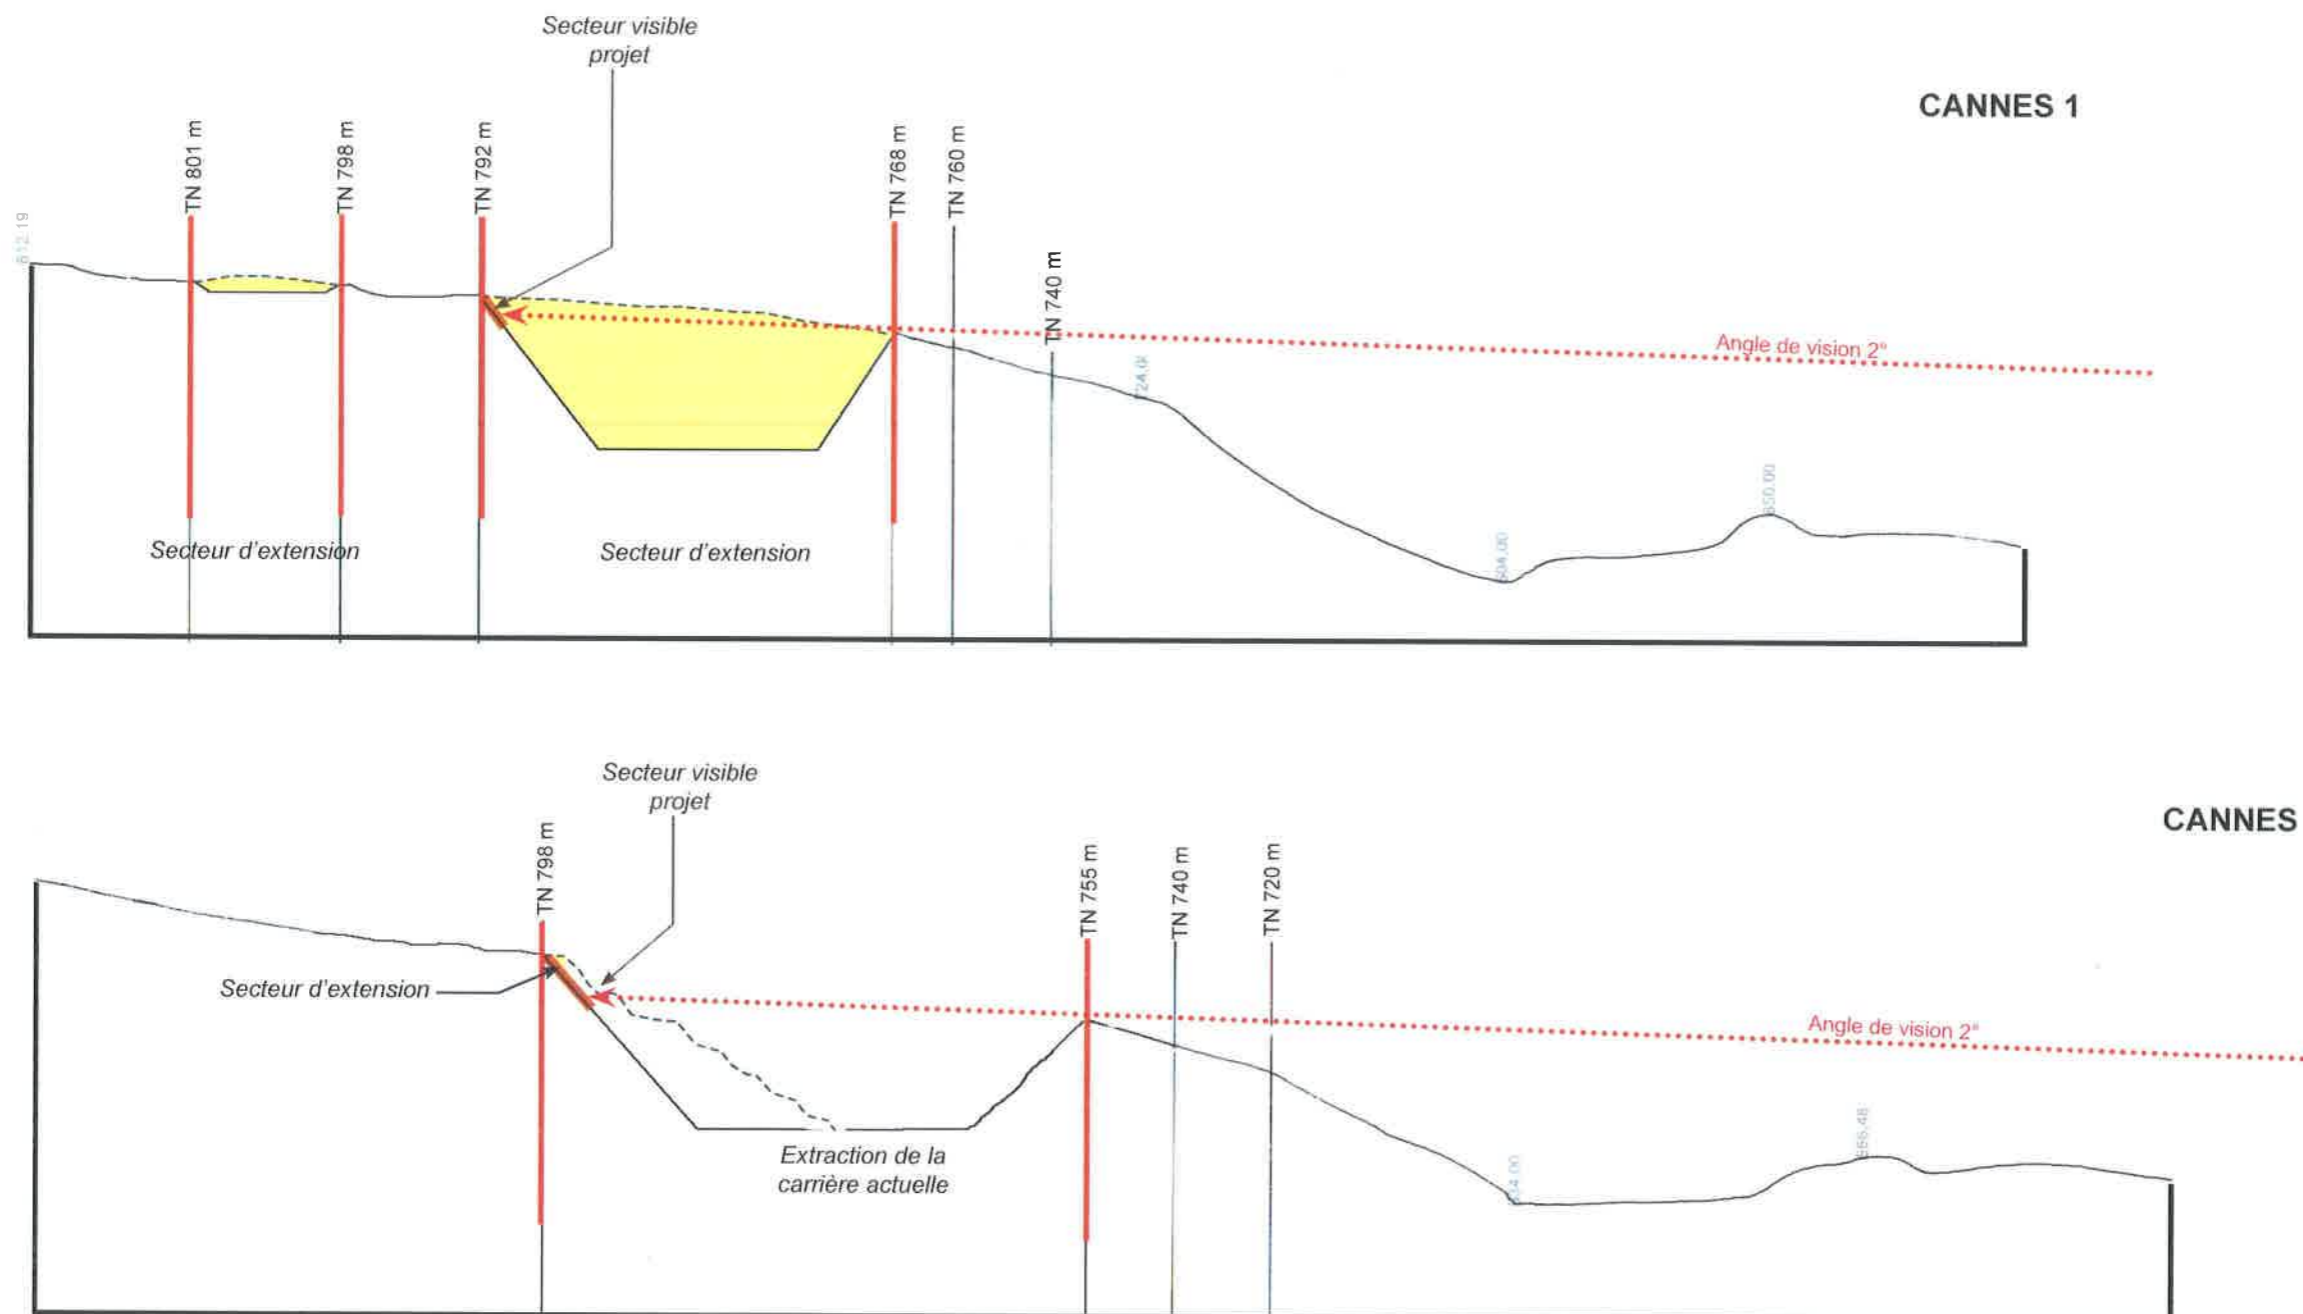 Secteur visible
projet
CANNES 1
TN 801 m
TN 798 m
TN 792 m
TN 768 m
TN 760 m
TN 740 m
Angle de vision 2°
Secteur d'extension
Secteur d'extension
Secteur visible
projet
CANNES
TN 798 m
TN 755 m
TN 740 m
TN 720 m
Secteur d'extension
Angle de vision 2°
Extraction de la
carrière actuelle